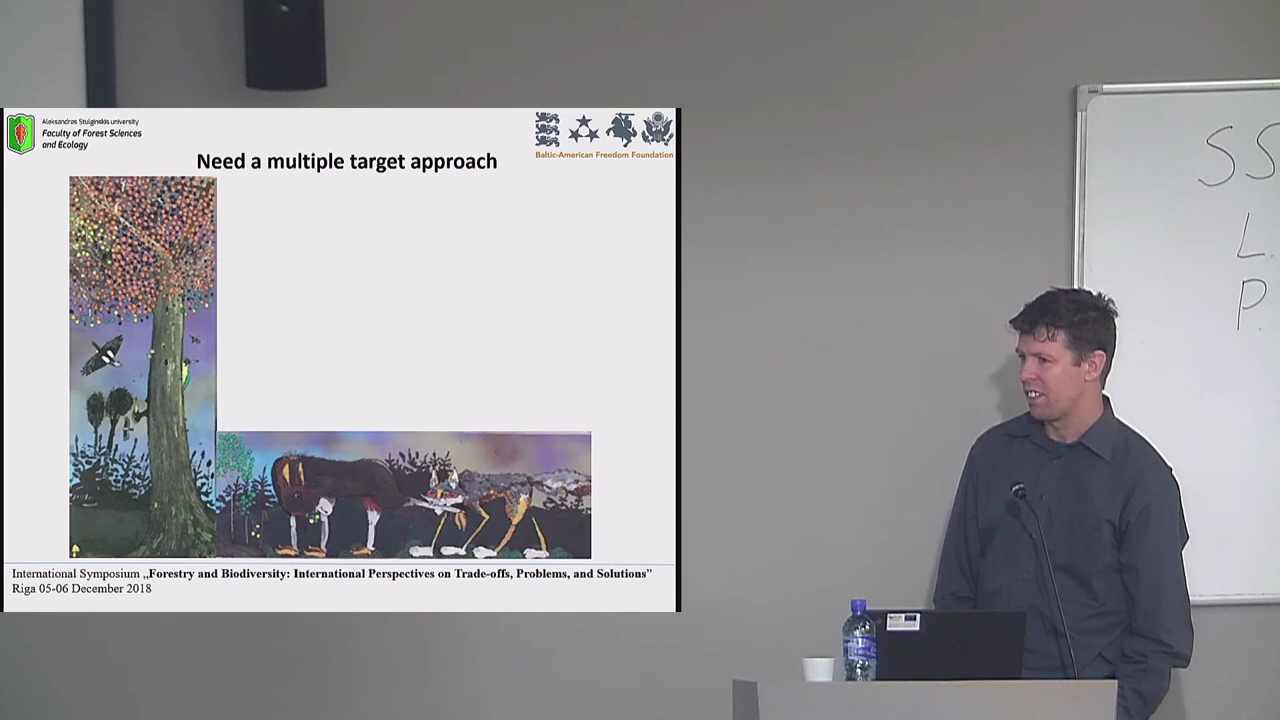 Aleksandras Stulginskis university
Faculty of Forest Sciences
and Ecology
Baltic-American Freedom Foundation
Need a multiple target approach
International Symposium „Forestry and Biodiversity: International Perspectives on Trade-offs, Problems, and Solutions”
Riga 05-06 December 2018
SS
L.
P.